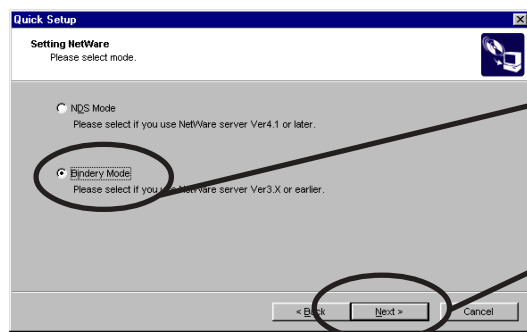 Quick Setup
Setting NetWare
Please select mode.
NDS Mode
Please select if you use NetWare server Ver4.1 or later.
Bindery Mode
Please select if you use NetWare server Ver3.X or earlier.
< Back
Next >
Cancel